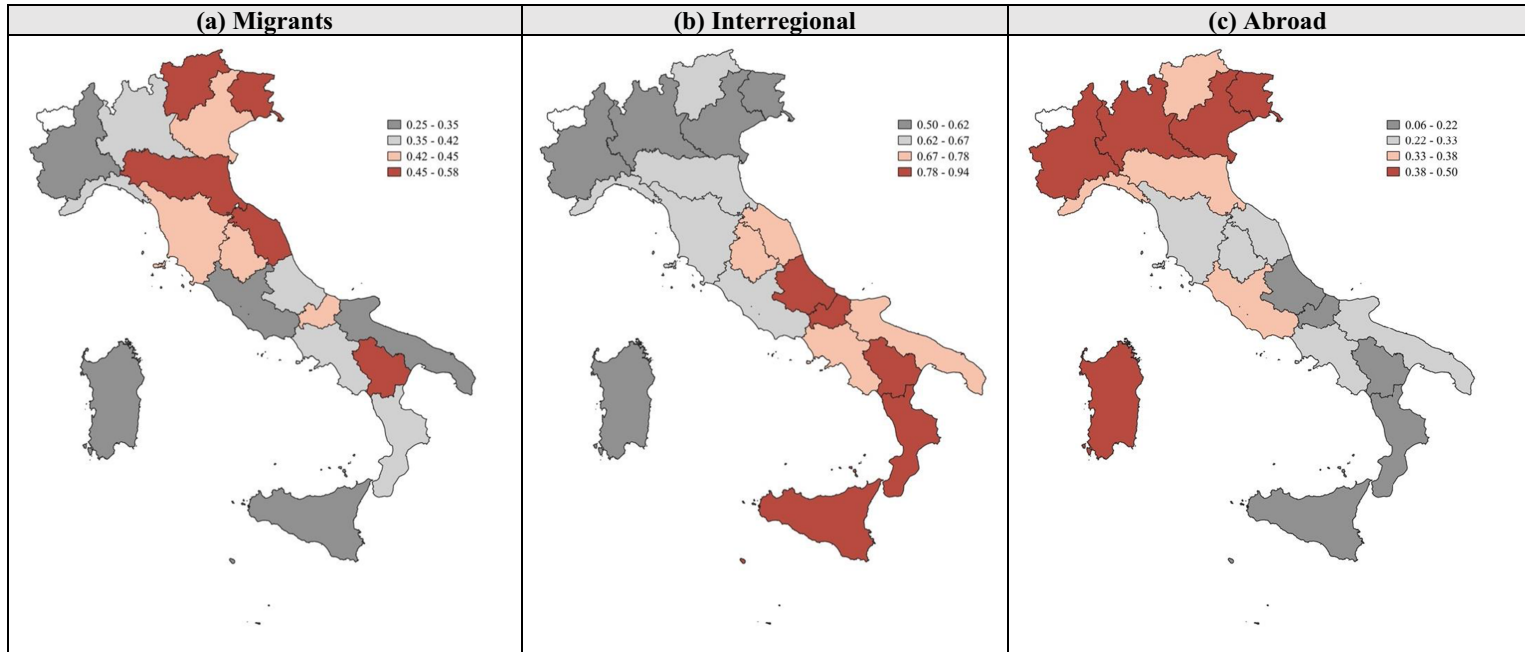 (a) Migrants
(b) Interregional
(c) Abroad
0.25 - 0.35
0.35 - 0.42
0.42 - 0.45
0.45 - 0.58
0.50 - 0.62
0.62 - 0.67
0.67 - 0.78
0.78 - 0.94
0.06 - 0.22
0.22 - 0.33
0.33 - 0.38
0.38 - 0.50